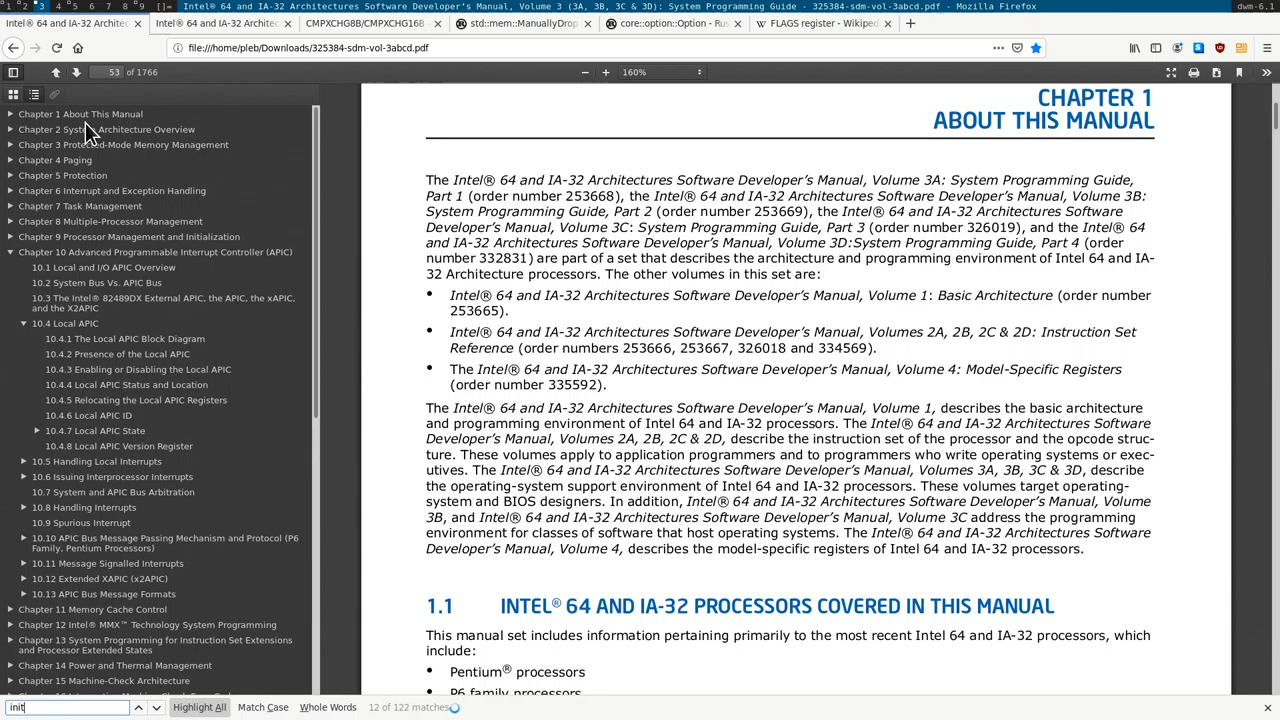 1 2 3 4 5 6 7 8 9 []= Intel® 64 and IA-32 Architectures Software Developer's Manual, Volume 3 (3A, 3B, 3C & 3D): System Programming Guide - 325384-sdm-vol-3abcd.pdf - Mozilla Firefox dwm-6.1
Intel® 64 and IA-32 Architec Intel® 64 and IA-32 Architec CMPXCHG8B/CMPXCHG16B std::mem::ManuallyDrop core::option::Option - Rus FLAGS register - Wikiped
file:///home/pleb/Downloads/325384-sdm-vol-3abcd.pdf
53 of 1766 160%
Chapter 1 About This Manual
Chapter 2 System Architecture Overview
Chapter 3 Protected-Mode Memory Management
Chapter 4 Paging
Chapter 5 Protection
Chapter 6 Interrupt and Exception Handling
Chapter 7 Task Management
Chapter 8 Multiple-Processor Management
Chapter 9 Processor Management and Initialization
Chapter 10 Advanced Programmable Interrupt Controller (APIC)
10.1 Local and I/O APIC Overview
10.2 System Bus Vs. APIC Bus
10.3 The Intel® 82489DX External APIC, the APIC, the xAPIC,
and the X2APIC
10.4 Local APIC
10.4.1 The Local APIC Block Diagram
10.4.2 Presence of the Local APIC
10.4.3 Enabling or Disabling the Local APIC
10.4.4 Local APIC Status and Location
10.4.5 Relocating the Local APIC Registers
10.4.6 Local APIC ID
10.4.7 Local APIC State
10.4.8 Local APIC Version Register
10.5 Handling Local Interrupts
10.6 Issuing Interprocessor Interrupts
10.7 System and APIC Bus Arbitration
10.8 Handling Interrupts
10.9 Spurious Interrupt
10.10 APIC Bus Message Passing Mechanism and Protocol (P6
Family, Pentium Processors)
10.11 Message Signalled Interrupts
10.12 Extended XAPIC (x2APIC)
10.13 APIC Bus Message Formats
Chapter 11 Memory Cache Control
Chapter 12 Intel® MMX™ Technology System Programming
Chapter 13 System Programming for Instruction Set Extensions
and Processor Extended States
Chapter 14 Power and Thermal Management
Chapter 15 Machine-Check Architecture
CHAPTER 1
ABOUT THIS MANUAL
The Intel® 64 and IA-32 Architectures Software Developer's Manual, Volume 3A: System Programming Guide,
Part 1 (order number 253668), the Intel® 64 and IA-32 Architectures Software Developer's Manual, Volume 3B:
System Programming Guide, Part 2 (order number 253669), the Intel® 64 and IA-32 Architectures Software
Developer's Manual, Volume 3C: System Programming Guide, Part 3 (order number 326019), and the Intel® 64
and IA-32 Architectures Software Developer's Manual, Volume 3D:System Programming Guide, Part 4 (order
number 332831) are part of a set that describes the architecture and programming environment of Intel 64 and IA-
32 Architecture processors. The other volumes in this set are:
• Intel® 64 and IA-32 Architectures Software Developer's Manual, Volume 1: Basic Architecture (order number
253665).
• Intel® 64 and IA-32 Architectures Software Developer's Manual, Volumes 2A, 2B, 2C & 2D: Instruction Set
Reference (order numbers 253666, 253667, 326018 and 334569).
• The Intel® 64 and IA-32 Architectures Software Developer's Manual, Volume 4: Model-Specific Registers
(order number 335592).
The Intel® 64 and IA-32 Architectures Software Developer's Manual, Volume 1, describes the basic architecture
and programming environment of Intel 64 and IA-32 processors. The Intel® 64 and IA-32 Architectures Software
Developer's Manual, Volumes 2A, 2B, 2C & 2D, describe the instruction set of the processor and the opcode struc-
ture. These volumes apply to application programmers and to programmers who write operating systems or exec-
utives. The Intel® 64 and IA-32 Architectures Software Developer's Manual, Volumes 3A, 3B, 3C & 3D, describe
the operating-system support environment of Intel 64 and IA-32 processors. These volumes target operating-
system and BIOS designers. In addition, Intel® 64 and IA-32 Architectures Software Developer's Manual, Volume
3B, and Intel® 64 and IA-32 Architectures Software Developer's Manual, Volume 3C address the programming
environment for classes of software that host operating systems. The Intel® 64 and IA-32 Architectures Software
Developer's Manual, Volume 4, describes the model-specific registers of Intel 64 and IA-32 processors.
1.1 INTEL® 64 AND IA-32 PROCESSORS COVERED IN THIS MANUAL
This manual set includes information pertaining primarily to the most recent Intel 64 and IA-32 processors, which
include:
• Pentium® processors
• P6 family processors
init Highlight All Match Case Whole Words 12 of 122 matches